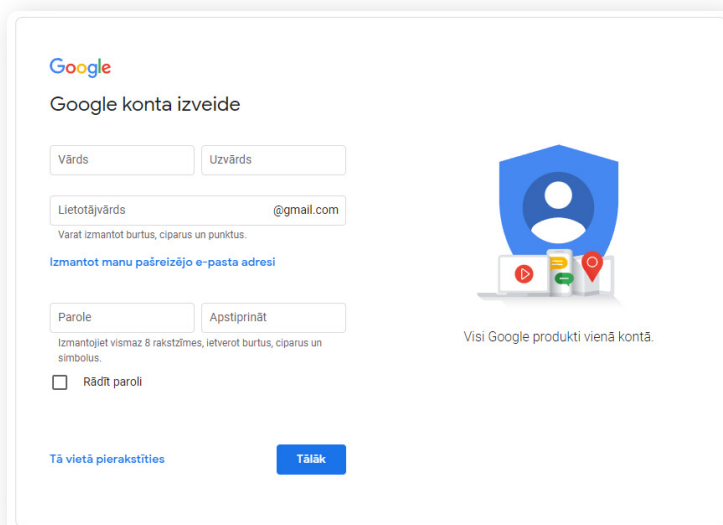 Google
Google konta izveide
Vārds
Uzvārds
Lietotājvārds
@gmail.com
Varat izmantot burtus, ciparus un punktus.
Izmantot manu pašreizējo e-pasta adresi
Parole
Apstiprināt
Izmantojiet vismaz 8 rakstzīmes, ietverot burtus, ciparus un
simbolus.
Rādīt paroli
Tā vietā pierakstīties
Tālāk
Visi Google produkti vienā kontā.